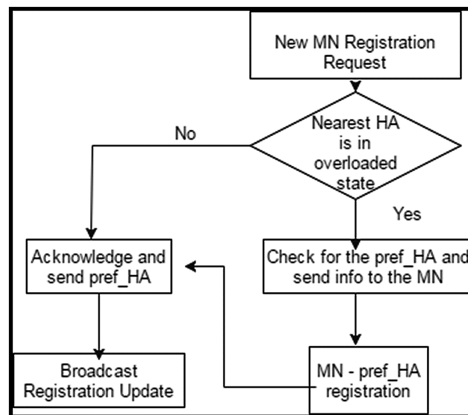 New MN Registration
Request
Nearest HA
is in
overloaded
state
No
Yes
Acknowledge and
send pref_HA
Check for the pref_HA and
send info to the MN
Broadcast
Registration Update
MN - pref_HA
registration